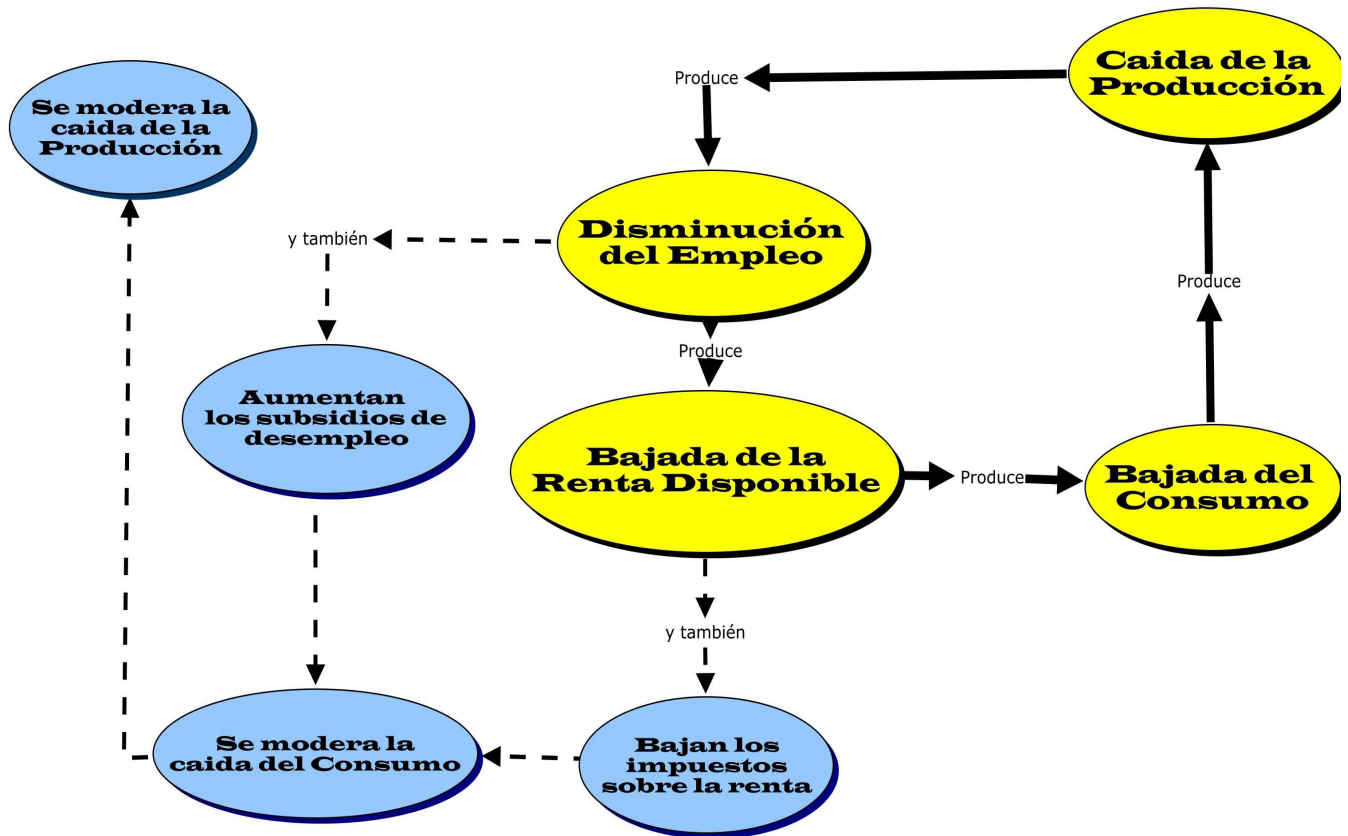 Caida de la
Producción
Produce
Se modera la
caida de la
Producción
Disminución
del Empleo
y también
Produce
Produce
Aumentan
los subsidios de
desempleo
Bajada de la
Renta Disponible
Produce
Bajada del
Consumo
y también
Se modera la
caida del Consumo
Bajan los
impuestos
sobre la renta